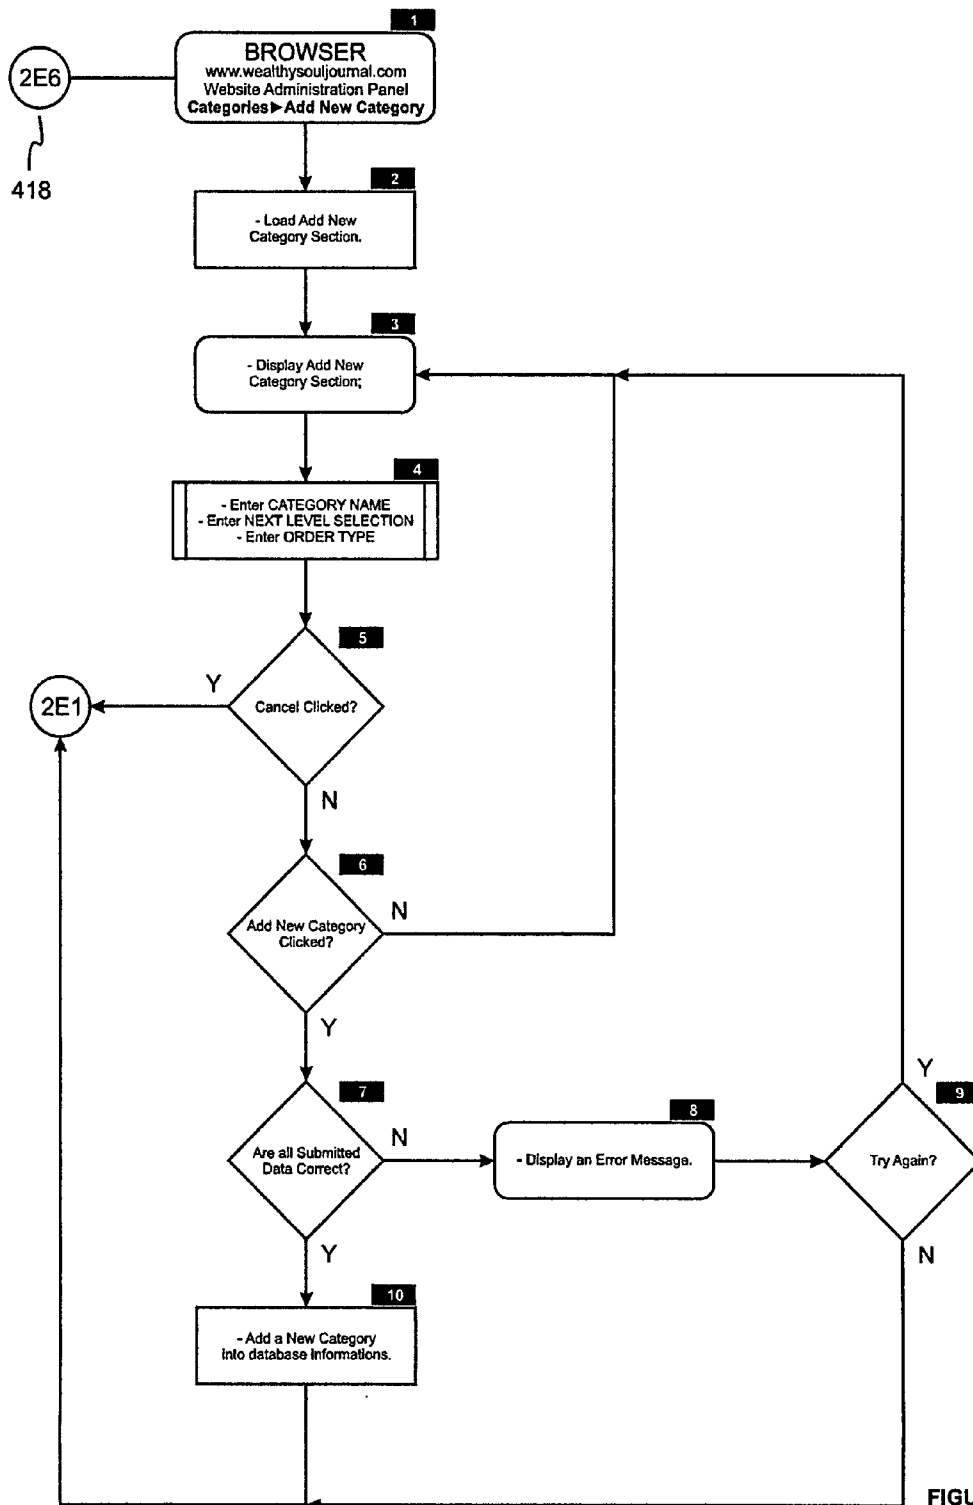 1
BROWSER
www.wealthysouljournal.com
Website Administration Panel
Categories▶Add New Category
2E6
418
2
- Load Add New
Category Section.
3
- Display Add New
Category Section;
4
- Enter CATEGORY NAME
- Enter NEXT LEVEL SELECTION
- Enter ORDER TYPE
5
Cancel Clicked?
Y
2E1
N
6
Add New Category
Clicked?
N
Y
7
Are all Submitted
Data Correct?
N
8
- Display an Error Message.
Y
9
Try Again?
N
Y
10
- Add a New Category
into database informations.
FIGU